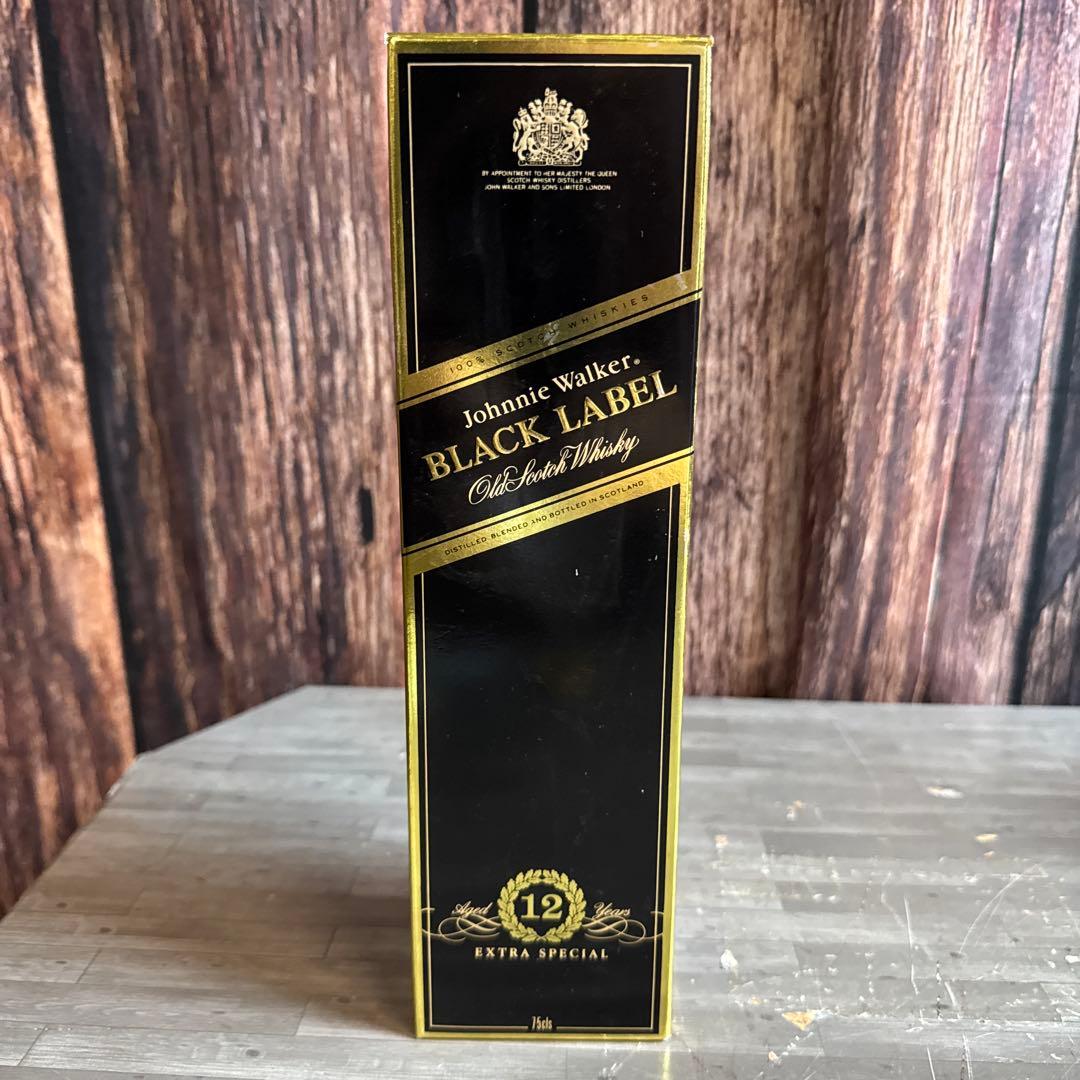 BY APPOINTMENT TO HER MAJESTY THE QUEEN
SCOTCH WHISKY DISTILLERS
JOHN WALKER AND SONS LIMITED LONDON
100% SCOTCH WHISKIES
Johnnie Walker®
BLACK LABEL
Old Scotch Whisky
DISTILLED BLENDED AND BOTTLED IN SCOTLAND
Aged 12 Years
EXTRA SPECIAL
75cls